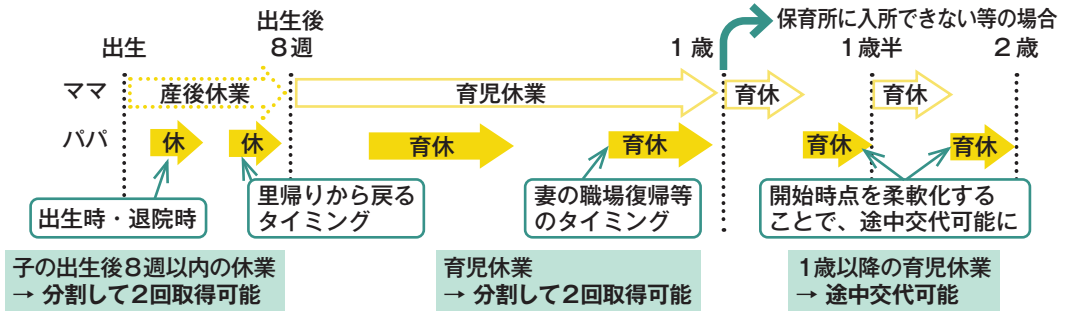 保育所に入所できない等の場合
出生
出生後
8週
1歳
1歳半
2歳
ママ
産後休業
育児休業
育休
育休
パパ
休
休
育休
育休
育休
育休
出生時・退院時
里帰りから戻る
タイミング
妻の職場復帰等
のタイミング
開始時点を柔軟化する
ことで、途中交代可能に
子の出生後8週以内の休業
→ 分割して2回取得可能
育児休業
→ 分割して2回取得可能
1歳以降の育児休業
→ 途中交代可能